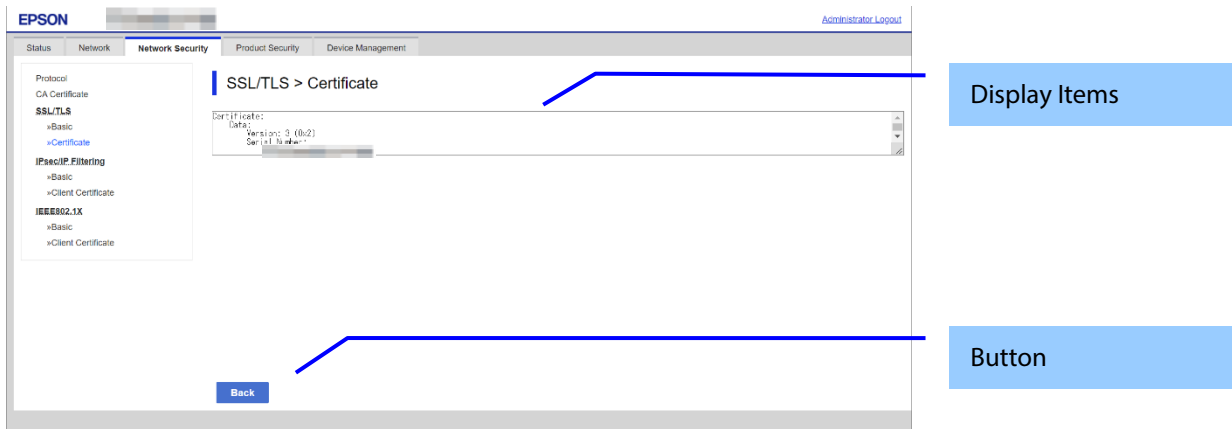 EPSON
Administrator Logout
Status Network Network Security Product Security Device Management
Protocol
CA Certificate
SSL/TLS
»Basic
»Certificate
IPsec/IP Filtering
»Basic
»Client Certificate
IEEE802.1X
»Basic
»Client Certificate
SSL/TLS > Certificate
Certificate:
Data:
Version: 3 (0x2)
Serial Number:
Back
Display Items
Button